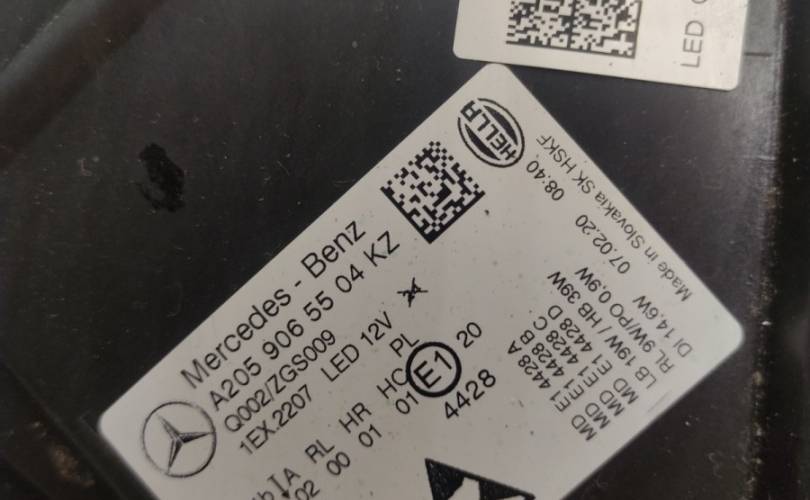 LED
HELLA
Mercedes - Benz
A205 906 55 04 KZ
Q002/ZGS009
1EX.2207 LED 12V 24
RL HR HC PL
02 00 01 01 E1 20
4428
07.02.20 08:40
Made in Slovakia SK HSKF
MD E1 4428 A
MD E1 4428 B
MD E1 4428 C
MD E1 4428 D
LB 19W / HB 39W
RL 9W/PO 0,9W
DI 14,6W